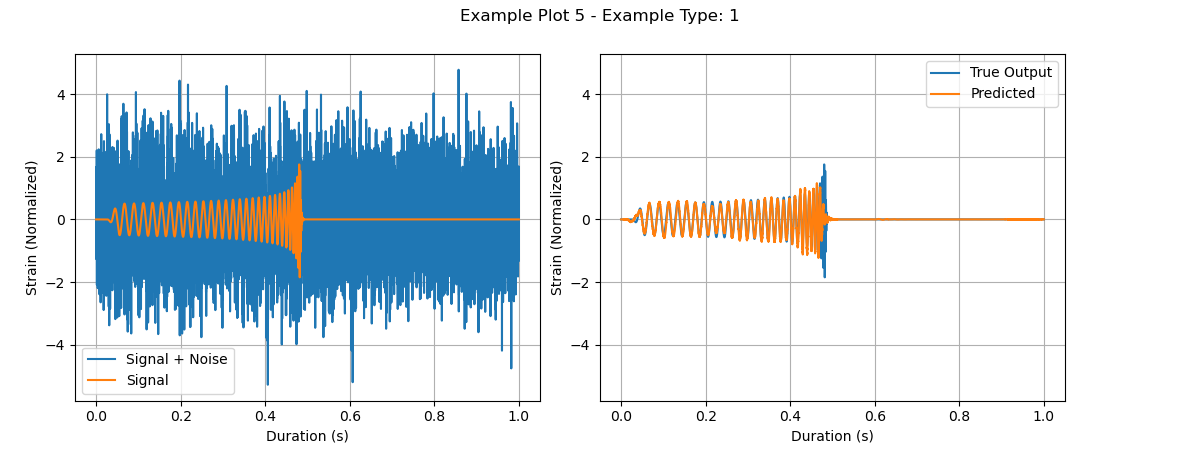 Example Plot 5 - Example Type: 1
Strain (Normalized)
4
2
0
−2
−4
Signal + Noise
Signal
0.0 0.2 0.4 0.6 0.8 1.0
Duration (s)
Strain (Normalized)
4
2
0
−2
−4
True Output
Predicted
0.0 0.2 0.4 0.6 0.8 1.0
Duration (s)